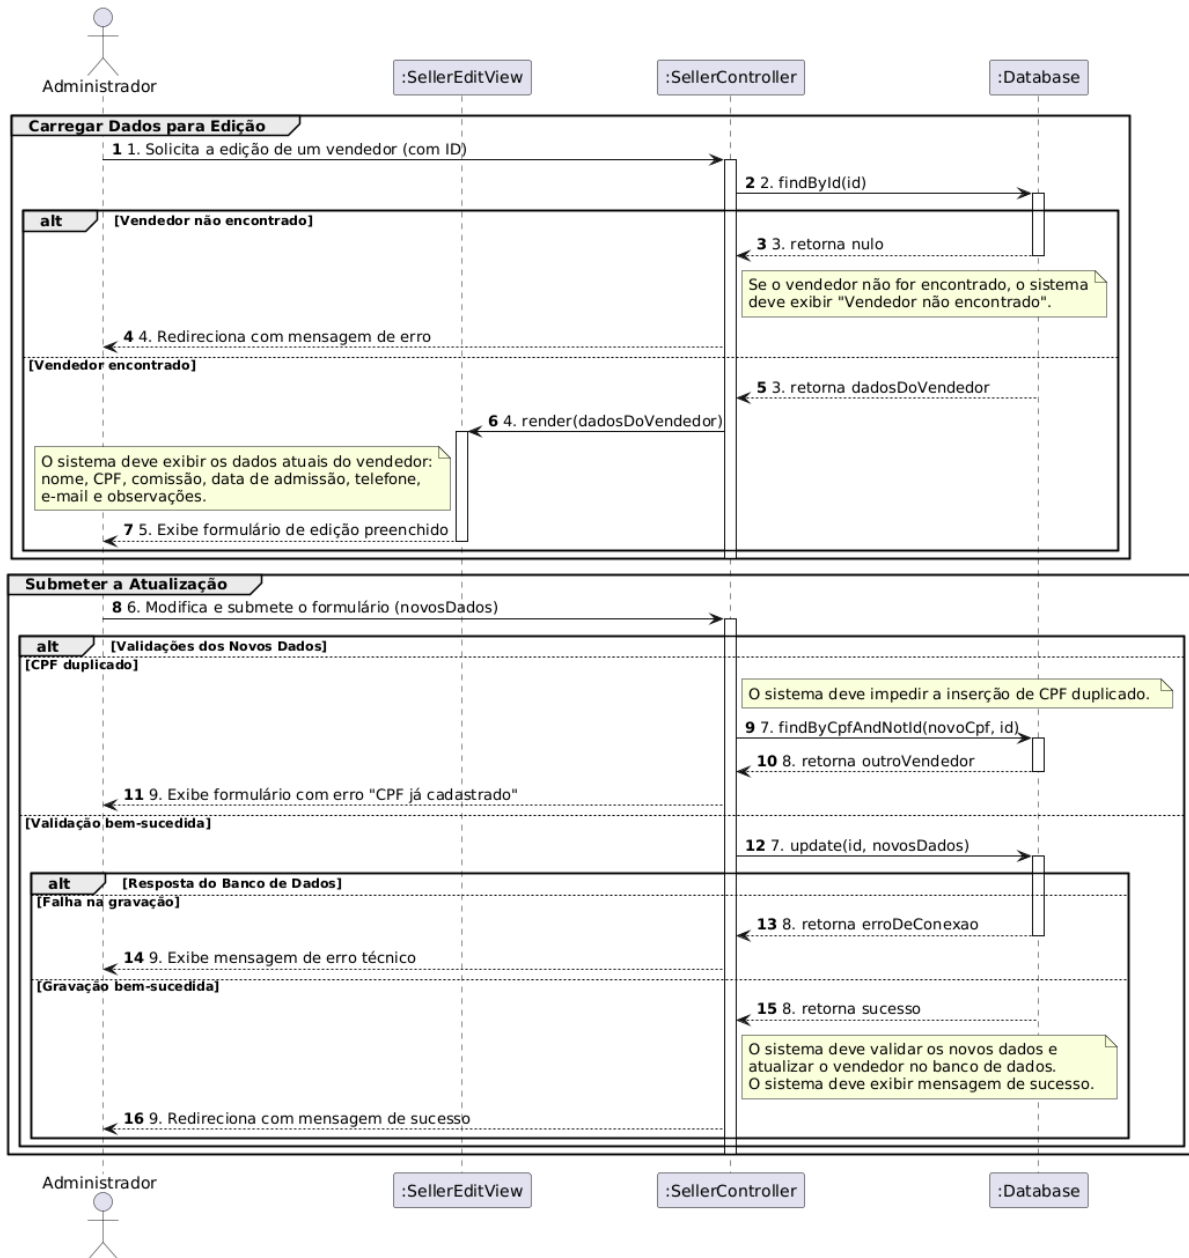 Administrador
:SellerEditView
:SellerController
:Database
Carregar Dados para Edição
1 1. Solicita a edição de um vendedor (com ID)
2 2. findById(id)
alt [Vendedor não encontrado]
3 3. retorna nulo
Se o vendedor não for encontrado, o sistema
deve exibir "Vendedor não encontrado".
4 4. Redireciona com mensagem de erro
[Vendedor encontrado]
5 3. retorna dadosDoVendedor
6 4. render(dadosDoVendedor)
O sistema deve exibir os dados atuais do vendedor:
nome, CPF, comissão, data de admissão, telefone,
e-mail e observações.
7 5. Exibe formulário de edição preenchido
Submeter a Atualização
8 6. Modifica e submete o formulário (novosDados)
alt [Validações dos Novos Dados]
[CPF duplicado]
O sistema deve impedir a inserção de CPF duplicado.
9 7. findByCpfAndNotId(novoCpf, id)
10 8. retorna outroVendedor
11 9. Exibe formulário com erro "CPF já cadastrado"
[Validação bem-sucedida]
12 7. update(id, novosDados)
alt [Resposta do Banco de Dados]
[Falha na gravação]
13 8. retorna erroDeConexao
14 9. Exibe mensagem de erro técnico
[Gravação bem-sucedida]
15 8. retorna sucesso
O sistema deve validar os novos dados e
atualizar o vendedor no banco de dados.
O sistema deve exibir mensagem de sucesso.
16 9. Redireciona com mensagem de sucesso
Administrador
:SellerEditView
:SellerController
:Database